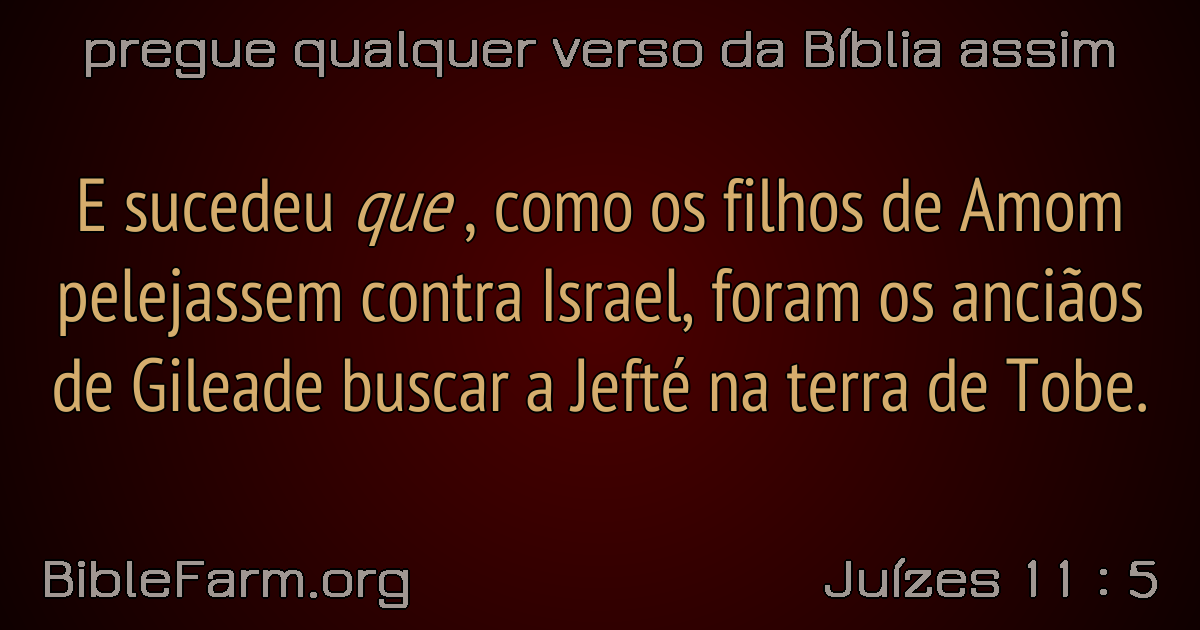 pregue qualquer verso da Bíblia assim
E sucedeu que , como os filhos de Amom
pelejassem contra Israel, foram os anciãos
de Gileade buscar a Jefté na terra de Tobe.
BibleFarm.org
Juízes 11 : 5